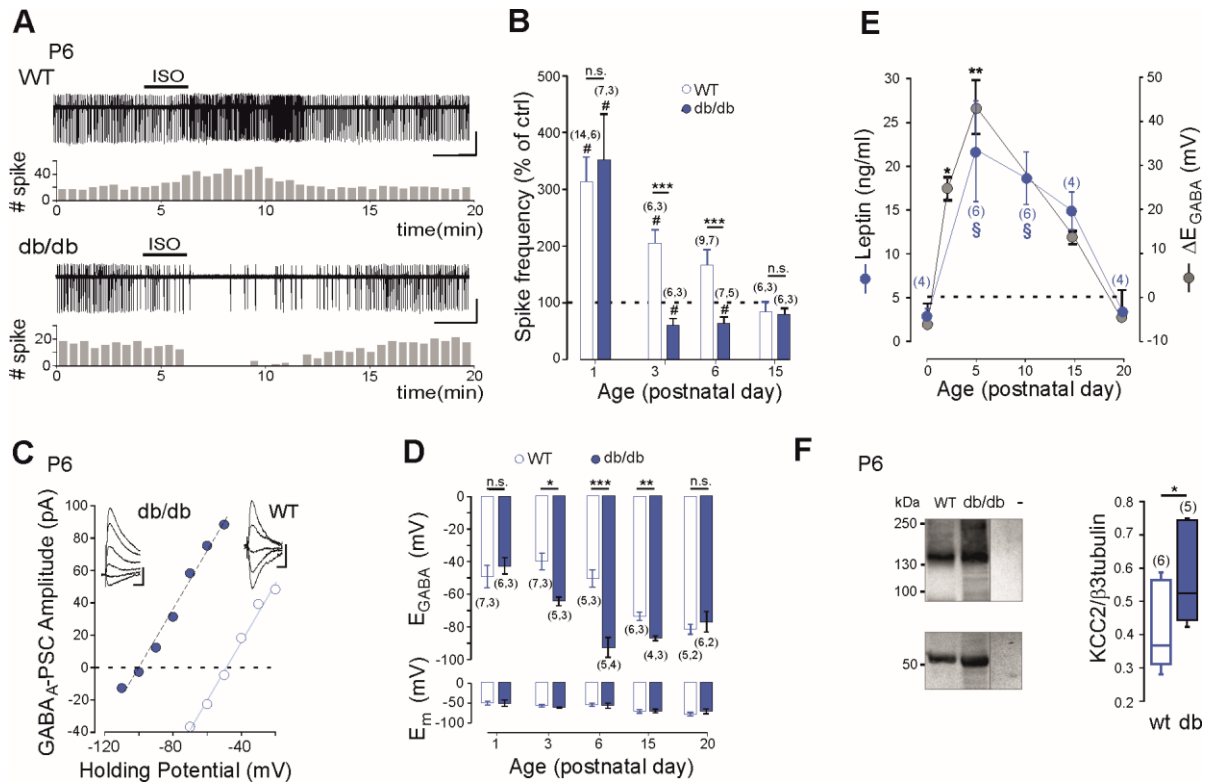 A
P6
WT
ISO
# spike
40
0
0 5 10 15 20
time(min)
db/db
ISO
# spike
20
0
0 5 10 15 20
time(min)
B
n.s.
WT
db/db
(7,3)
#
(14,6)
#
***
(6,3)
#
(6,3)
***
(9,7)
(7,5)
#
n.s.
(6,3)
(6,3)
Spike frequency (% of ctrl)
500
400
300
200
100
0
1 3 6 15
Age (postnatal day)
E
Leptin (ng/ml)
30
25
20
15
10
5
0
**
*
(4)
(6)
§
(6)
§
(4)
(4)
50
40
30
20
10
0
-10
ΔEGABA (mV)
0 5 10 15 20
Age (postnatal day)
C
P6
db/db
WT
GABAA-PSC Amplitude (pA)
100
80
60
40
20
0
-20
-40
-120 -80 -40
Holding Potential (mV)
D
WT
db/db
n.s.
*
***
**
n.s.
EGABA (mV)
0
-20
-40
-60
-80
-100
(7,3)
(6,3)
(7,3)
(5,3)
(5,3)
(5,4)
(6,3)
(4,3)
(5,2)
(6,2)
Em (mV)
0
-50
-100
1 3 6 15 20
Age (postnatal day)
F
P6
kDa WT db/db -
250
130
100
50
KCC2/β3tubulin
0.8
0.7
0.6
0.5
0.4
0.3
0.2
*
(6)
(5)
wt db